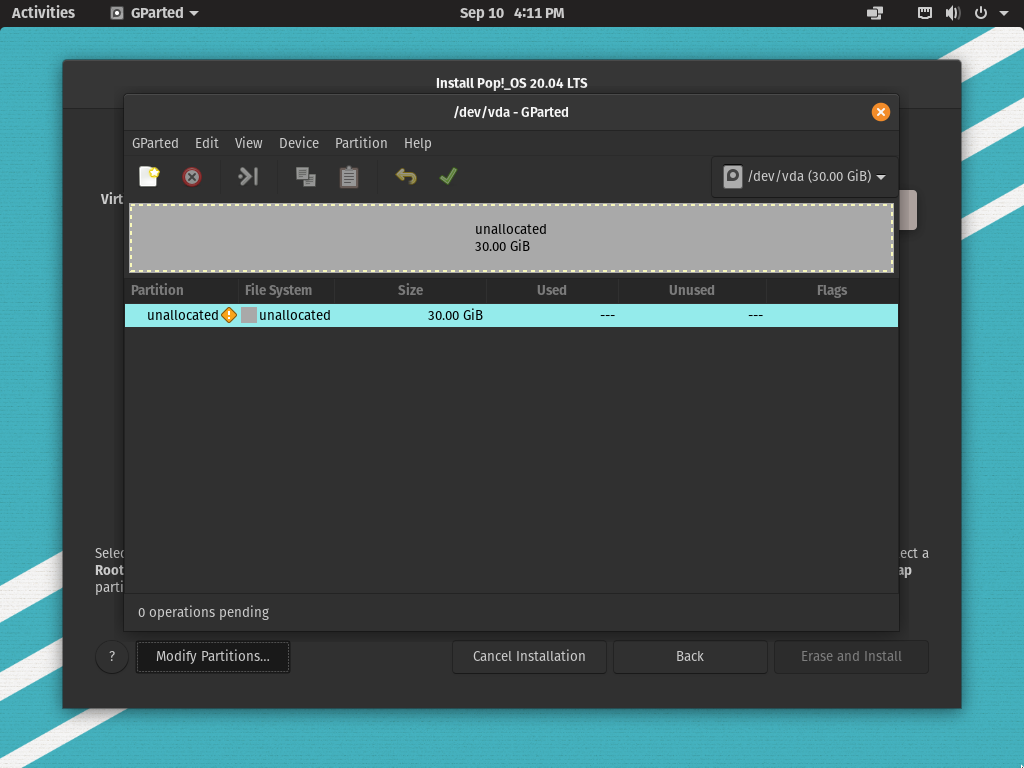 Activities GParted Sep 10 4:11 PM
Install Pop!_OS 20.04 LTS
/dev/vda - GParted
GParted Edit View Device Partition Help
/dev/vda (30.00 GiB)
Virt
unallocated
30.00 GiB
Partition File System Size Used Unused Flags
unallocated unallocated 30.00 GiB --- ---
Selec ect a
Root ap
parti
0 operations pending
? Modify Partitions... Cancel Installation Back Erase and Install